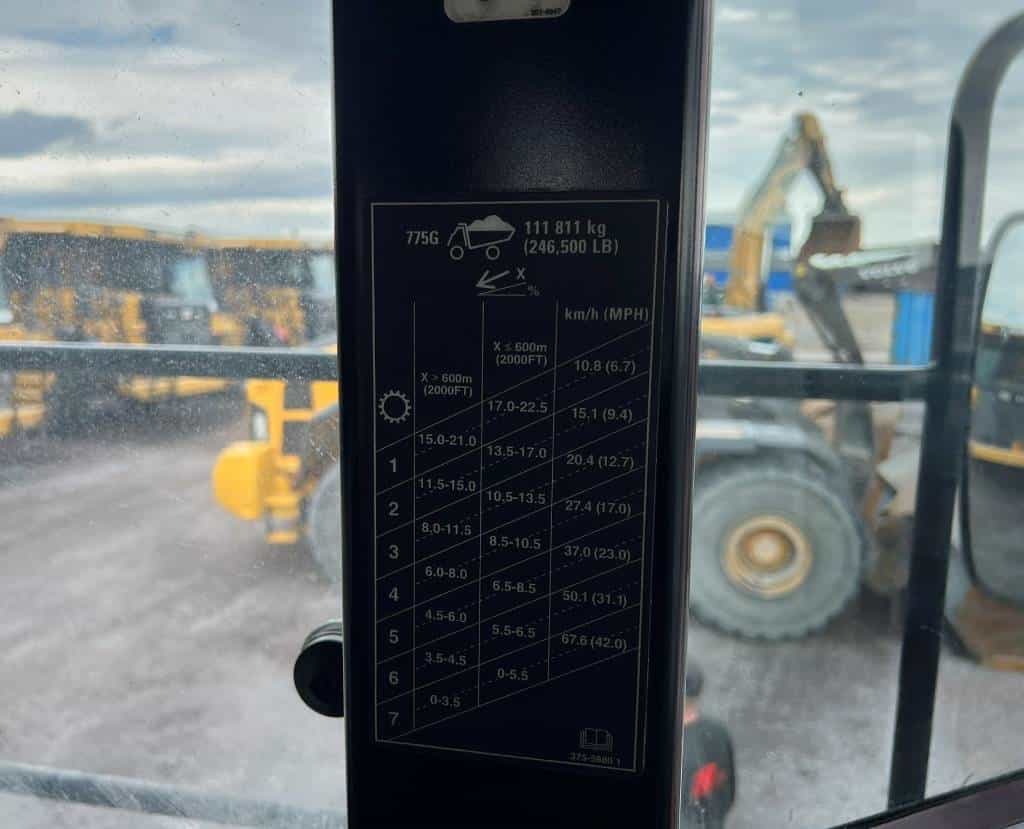 775G 111 811 kg
(246,500 LB)
X
%
km/h (MPH)
X ≤ 600m
(2000FT)
X > 600m
(2000FT)
1 15.0-21.0 17.0-22.5 10.8 (6.7)
2 11.5-15.0 13.5-17.0 15.1 (9.4)
3 8.0-11.5 10.5-13.5 20.4 (12.7)
4 6.0-8.0 8.5-10.5 27.4 (17.0)
5 4.5-6.0 6.5-8.5 37.0 (23.0)
6 3.5-4.5 5.5-6.5 50.1 (31.1)
7 0-3.5 0-5.5 67.6 (42.0)